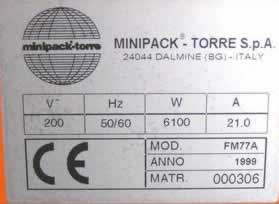 minipack-torre
MINIPACK® - TORRE S.p.A.
24044 DALMINE (BG) - ITALY
V~ Hz W A
200 50/60 6100 21.0
CE
MOD. FM77A
ANNO 1999
MATR. 000306